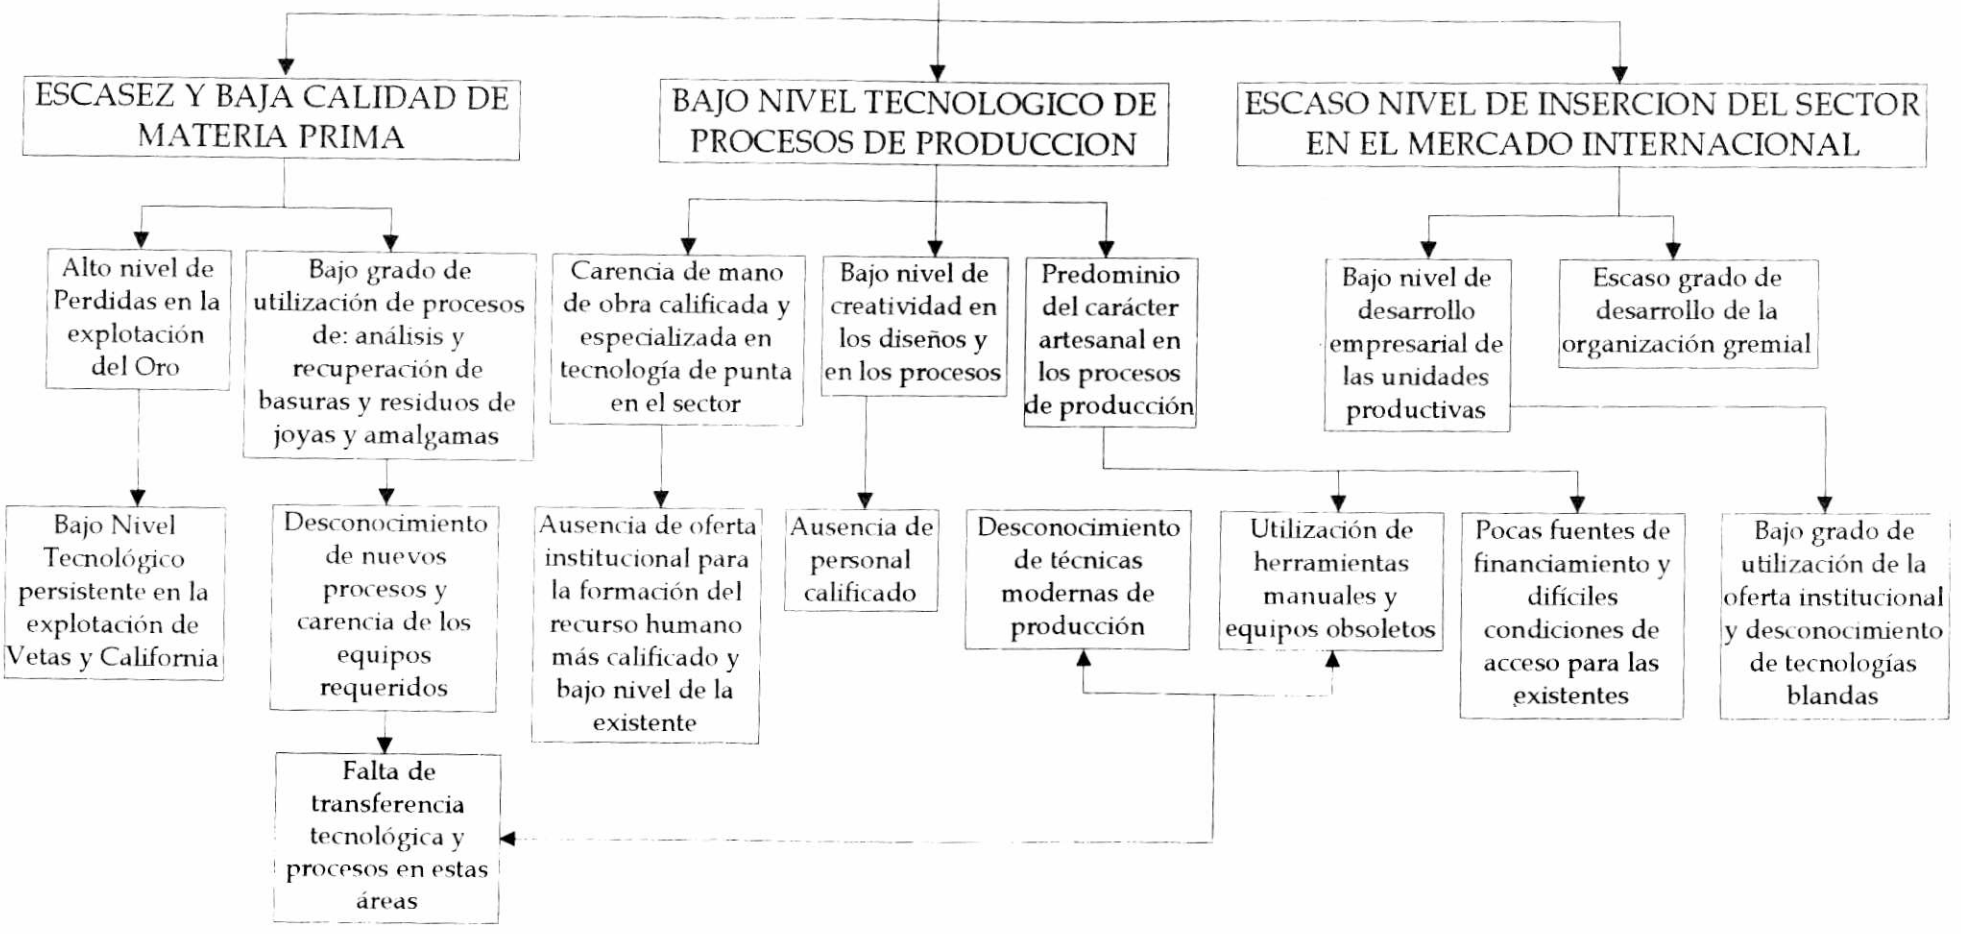 ESCASEZ Y BAJA CALIDAD DE
MATERIA PRIMA
BAJO NIVEL TECNOLOGICO DE
PROCESOS DE PRODUCCION
ESCASO NIVEL DE INSERCION DEL SECTOR
EN EL MERCADO INTERNACIONAL
Alto nivel de
Perdidas en la
explotación
del Oro
Bajo grado de
utilización de procesos
de: análisis y
recuperación de
basuras y residuos de
joyas y amalgamas
Carencia de mano
de obra calificada y
especializada en
tecnología de punta
en el sector
Bajo nivel de
creatividad en
los diseños y
en los procesos
Predominio
del carácter
artesanal en
los procesos
de producción
Bajo nivel de
desarrollo
empresarial de
las unidades
productivas
Escaso grado de
desarrollo de la
organización gremial
Bajo Nivel
Tecnológico
persistente en la
explotación de
Vetas y California
Desconocimiento
de nuevos
procesos y
carencia de los
equipos
requeridos
Ausencia de oferta
institucional para
la formación del
recurso humano
más calificado y
bajo nivel de la
existente
Ausencia de
personal
calificado
Desconocimiento
de técnicas
modernas de
producción
Utilización de
herramientas
manuales y
equipos obsoletos
Pocas fuentes de
financiamiento y
difíciles
condiciones de
acceso para las
existentes
Bajo grado de
utilización de la
oferta institucional
y desconocimiento
de tecnologías
blandas
Falta de
transferencia
tecnológica y
procesos en estas
áreas